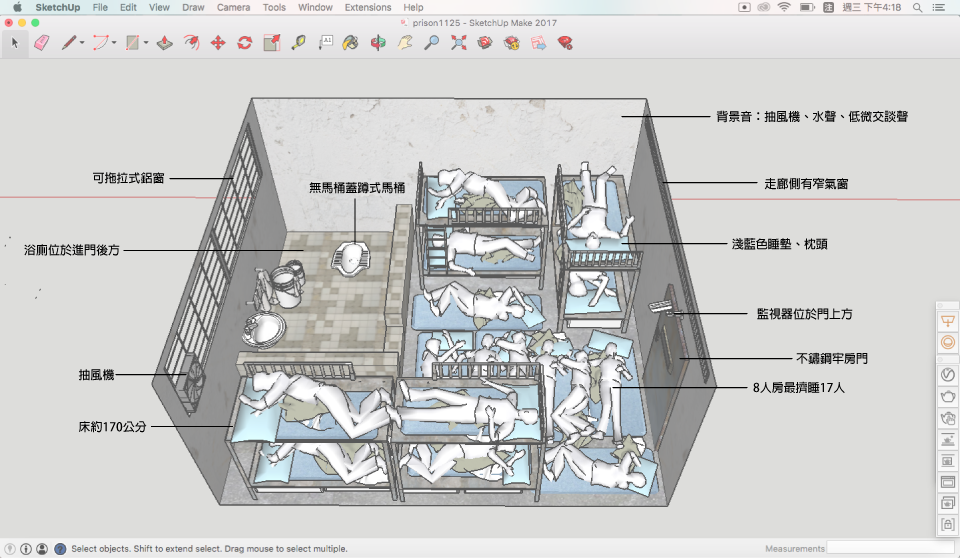 SketchUp File Edit View Draw Camera Tools Window Extensions Help
週三 下午4:18
prison1125 - SketchUp Make 2017
A1
背景音：抽風機、水聲、低微交談聲
可拖拉式鋁窗
無馬桶蓋蹲式馬桶
走廊側有窄氣窗
浴廁位於進門後方
淺藍色睡墊、枕頭
監視器位於門上方
不鏽鋼牢房門
抽風機
8人房最擠睡17人
床約170公分
Select objects. Shift to extend select. Drag mouse to select multiple.
Measurements